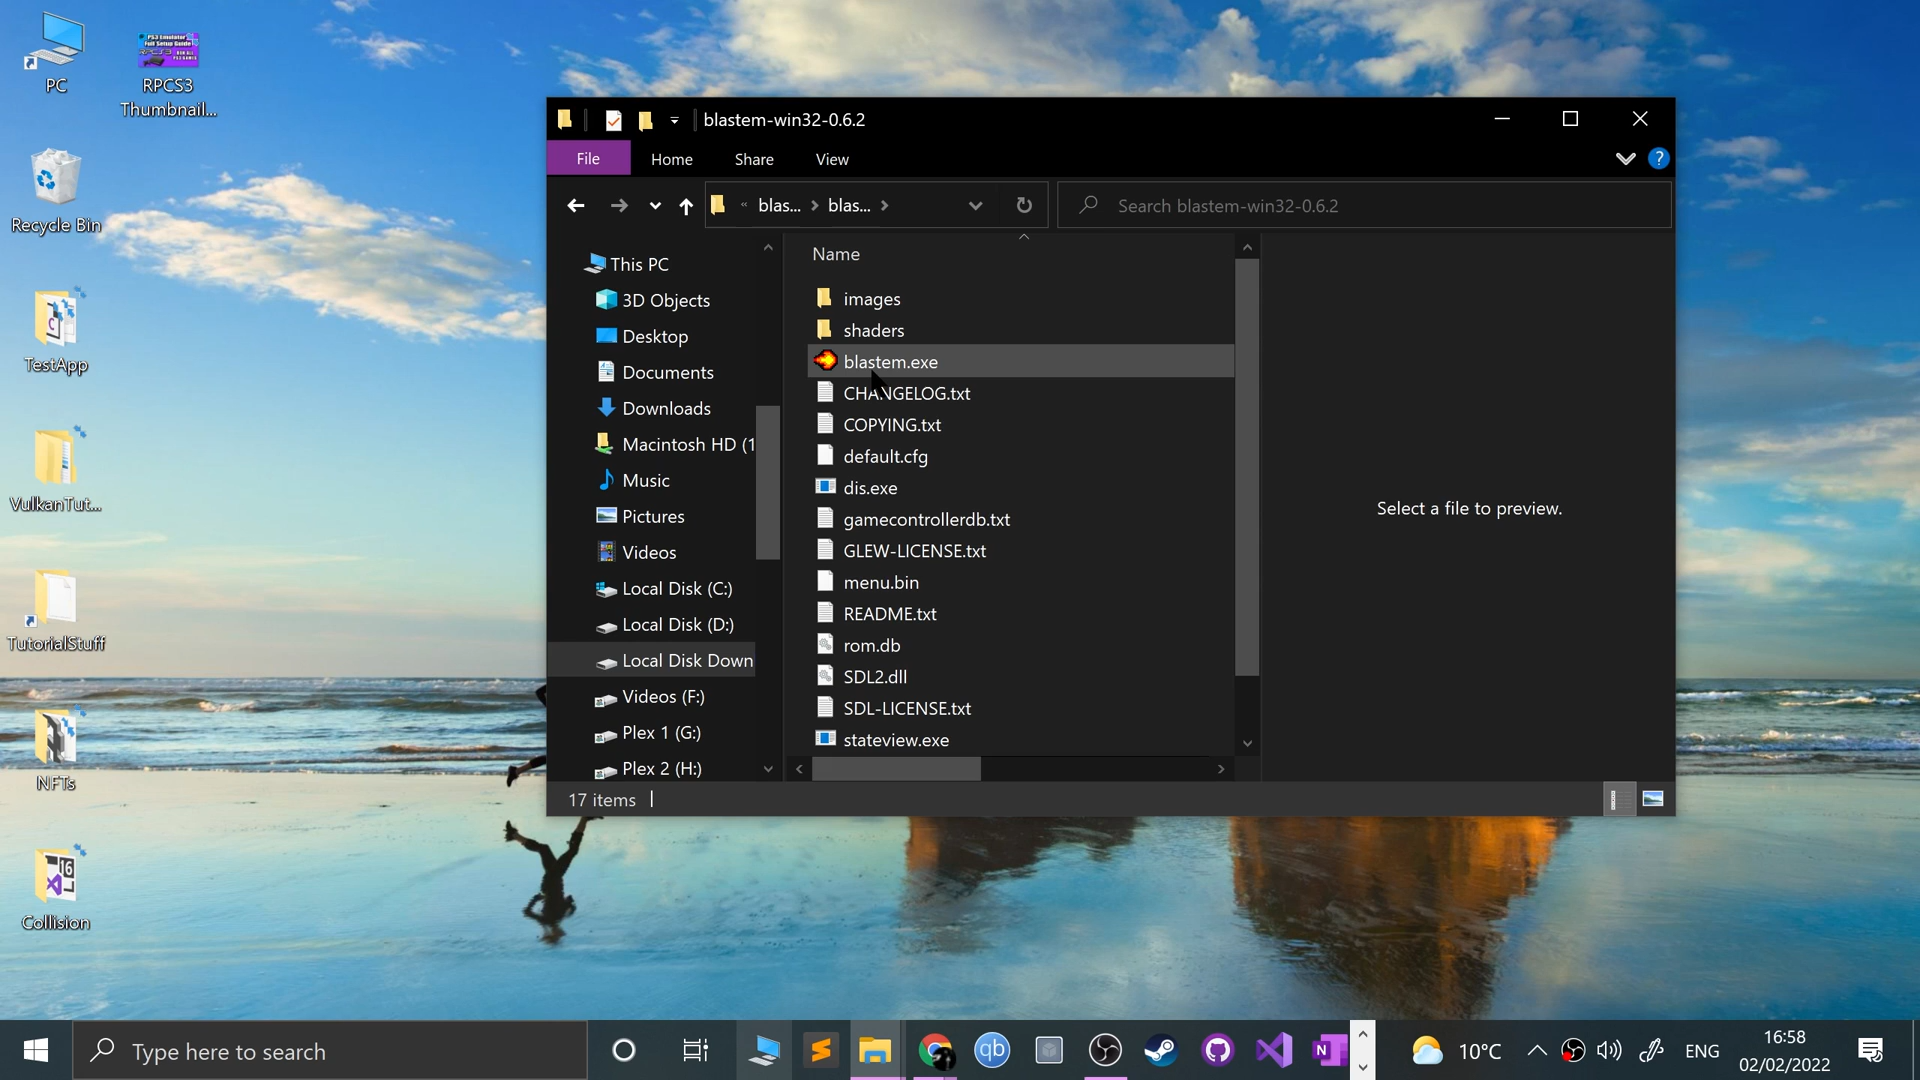 PC
RPCS3
Thumbnail...
Recycle Bin
TestApp
VulkanTut...
TutorialStuff
NFTs
Collision
blastem-win32-0.6.2
File
Home
Share
View
?
«
blas...
blas...
Search blastem-win32-0.6.2
This PC
3D Objects
Desktop
Documents
Downloads
Macintosh HD (1
Music
Pictures
Videos
Local Disk (C:)
Local Disk (D:)
Local Disk Down
Videos (F:)
Plex 1 (G:)
Plex 2 (H:)
Name
images
shaders
blastem.exe
CHANGELOG.txt
COPYING.txt
default.cfg
dis.exe
gamecontrollerdb.txt
GLEW-LICENSE.txt
menu.bin
README.txt
rom.db
SDL2.dll
SDL-LICENSE.txt
stateview.exe
Select a file to preview.
17 items
Type here to search
qb
N
10°C
ENG
16:58
02/02/2022